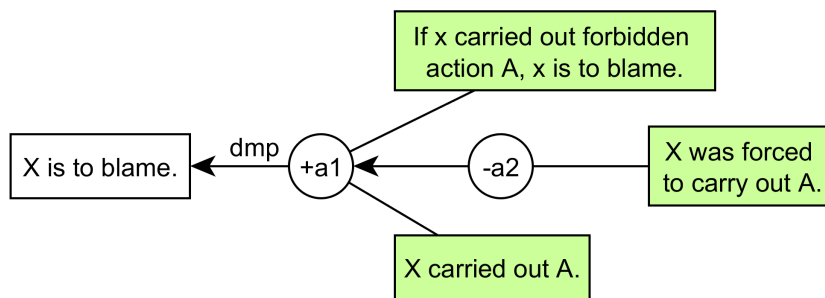 If x carried out forbidden
action A, x is to blame.
X is to blame.
dmp
+a1
-a2
X was forced
to carry out A.
X carried out A.